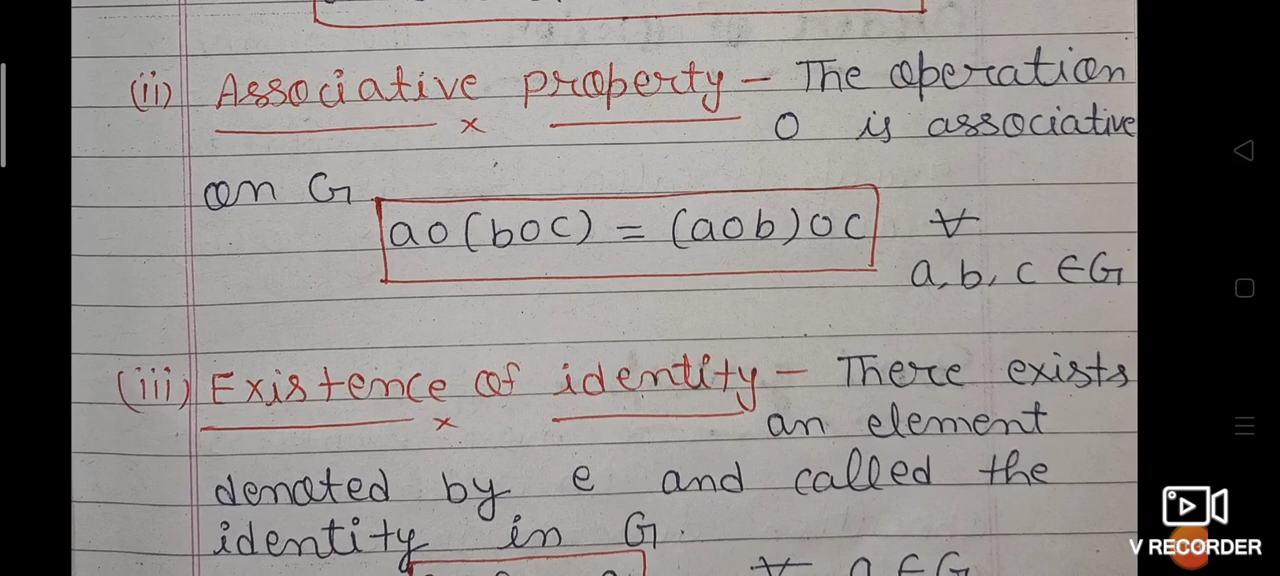 (ii) Associative property - The operation
o is associative
on G
ao(boc) = (aob)oc ∀
a, b, c ∈ G
(iii) Existence of identity - There exists
an element
denoted by e and called the
identity in G.
∀ a ∈ G
V RECORDER